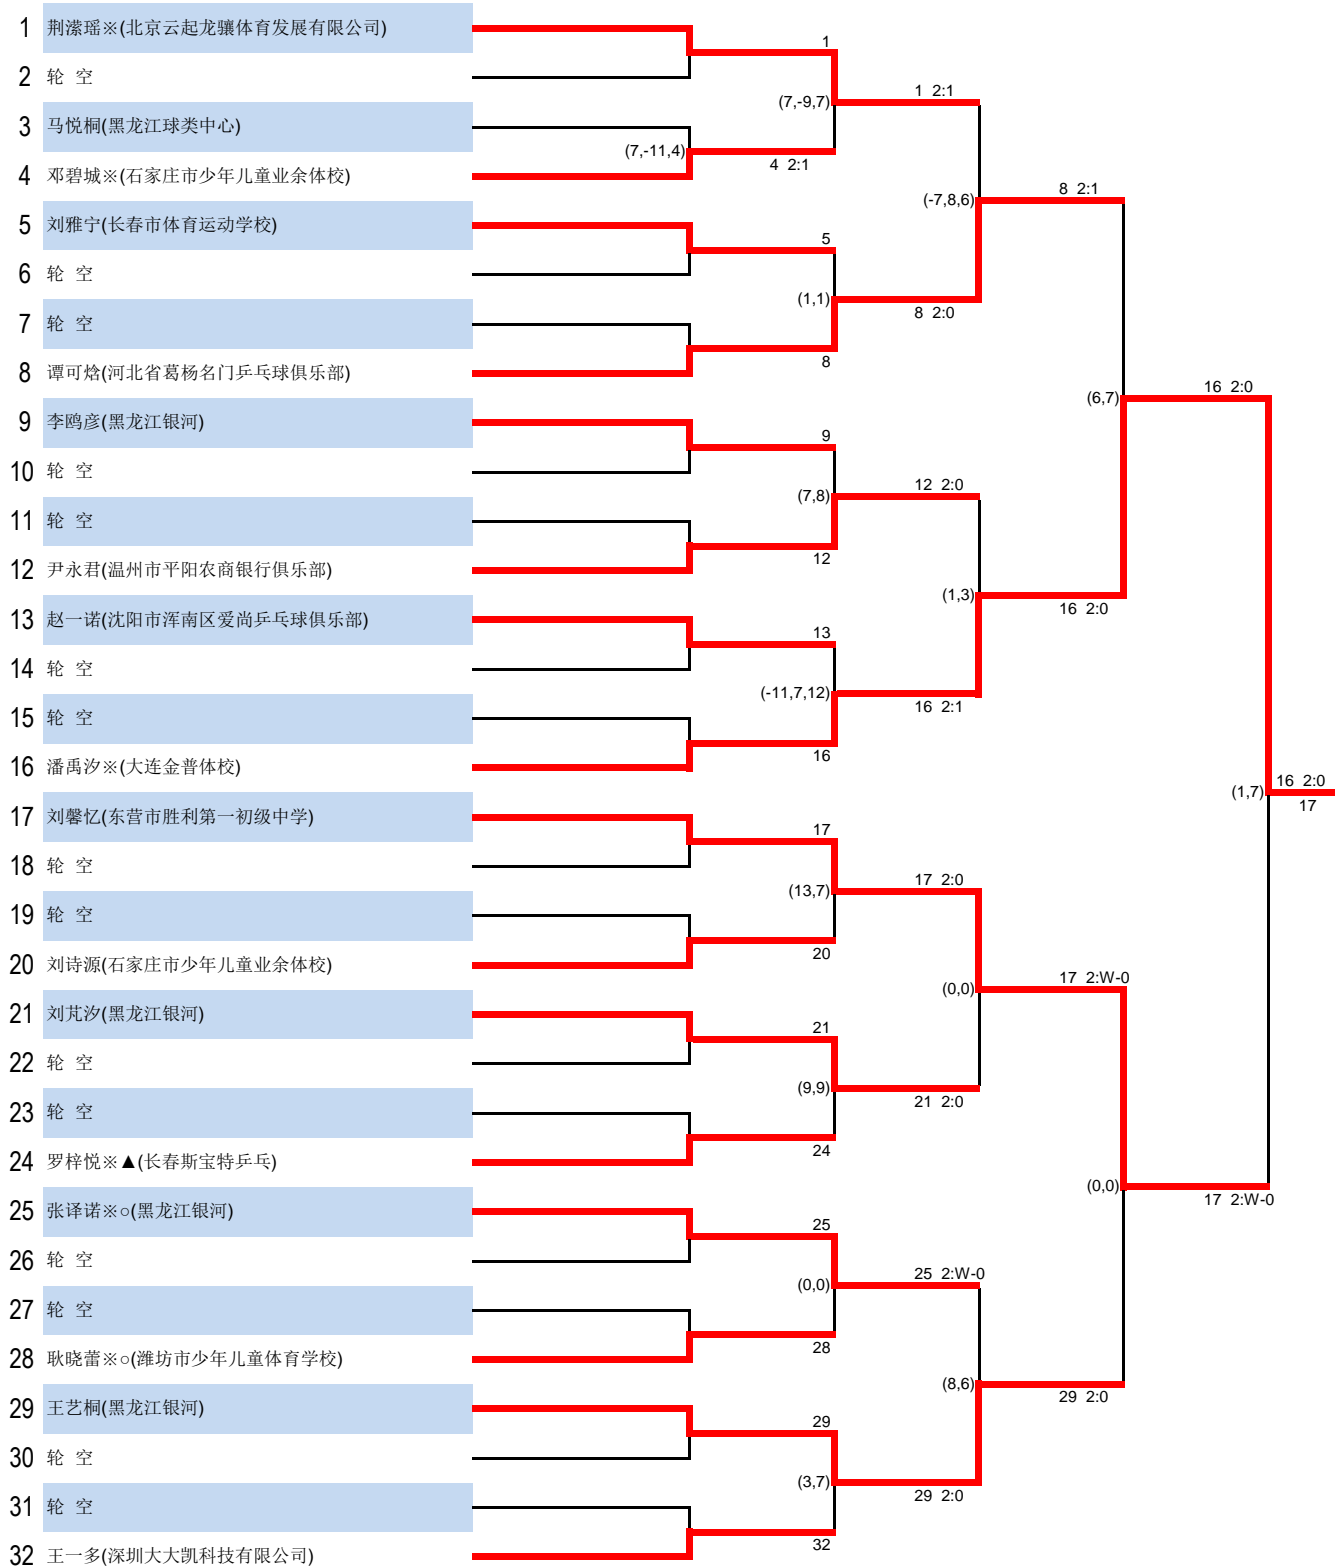 1 荆潆瑶※(北京云起龙骧体育发展有限公司)
1
2 轮 空
1 2:1
(7,-9,7)
3 马悦桐(黑龙江球类中心)
(7,-11,4)
4 2:1
4 邓碧城※(石家庄市少年儿童业余体校)
8 2:1
(-7,8,6)
5 刘雅宁(长春市体育运动学校)
5
6 轮 空
(1,1)
8 2:0
7 轮 空
8
8 谭可焓(河北省葛杨名门乒乓球俱乐部)
16 2:0
(6,7)
9 李鸥彦(黑龙江银河)
9
10 轮 空
12 2:0
(7,8)
11 轮 空
12
12 尹永君(温州市平阳农商银行俱乐部)
(1,3)
16 2:0
13 赵一诺(沈阳市浑南区爱尚乒乓球俱乐部)
13
14 轮 空
(-11,7,12)
16 2:1
15 轮 空
16
16 潘禹汐※(大连金普体校)
16 2:0
(1,7)
17
17 刘馨忆(东营市胜利第一初级中学)
17
18 轮 空
17 2:0
(13,7)
19 轮 空
20
20 刘诗源(石家庄市少年儿童业余体校)
17 2:W-0
(0,0)
21 刘芃汐(黑龙江银河)
21
22 轮 空
(9,9)
21 2:0
23 轮 空
24
24 罗梓悦※▲(长春斯宝特乒乓)
(0,0)
17 2:W-0
25 张译诺※○(黑龙江银河)
25
26 轮 空
25 2:W-0
(0,0)
27 轮 空
28
28 耿晓蕾※○(潍坊市少年儿童体育学校)
(8,6)
29 2:0
29 王艺桐(黑龙江银河)
29
30 轮 空
(3,7)
29 2:0
31 轮 空
32
32 王一多(深圳大大凯科技有限公司)